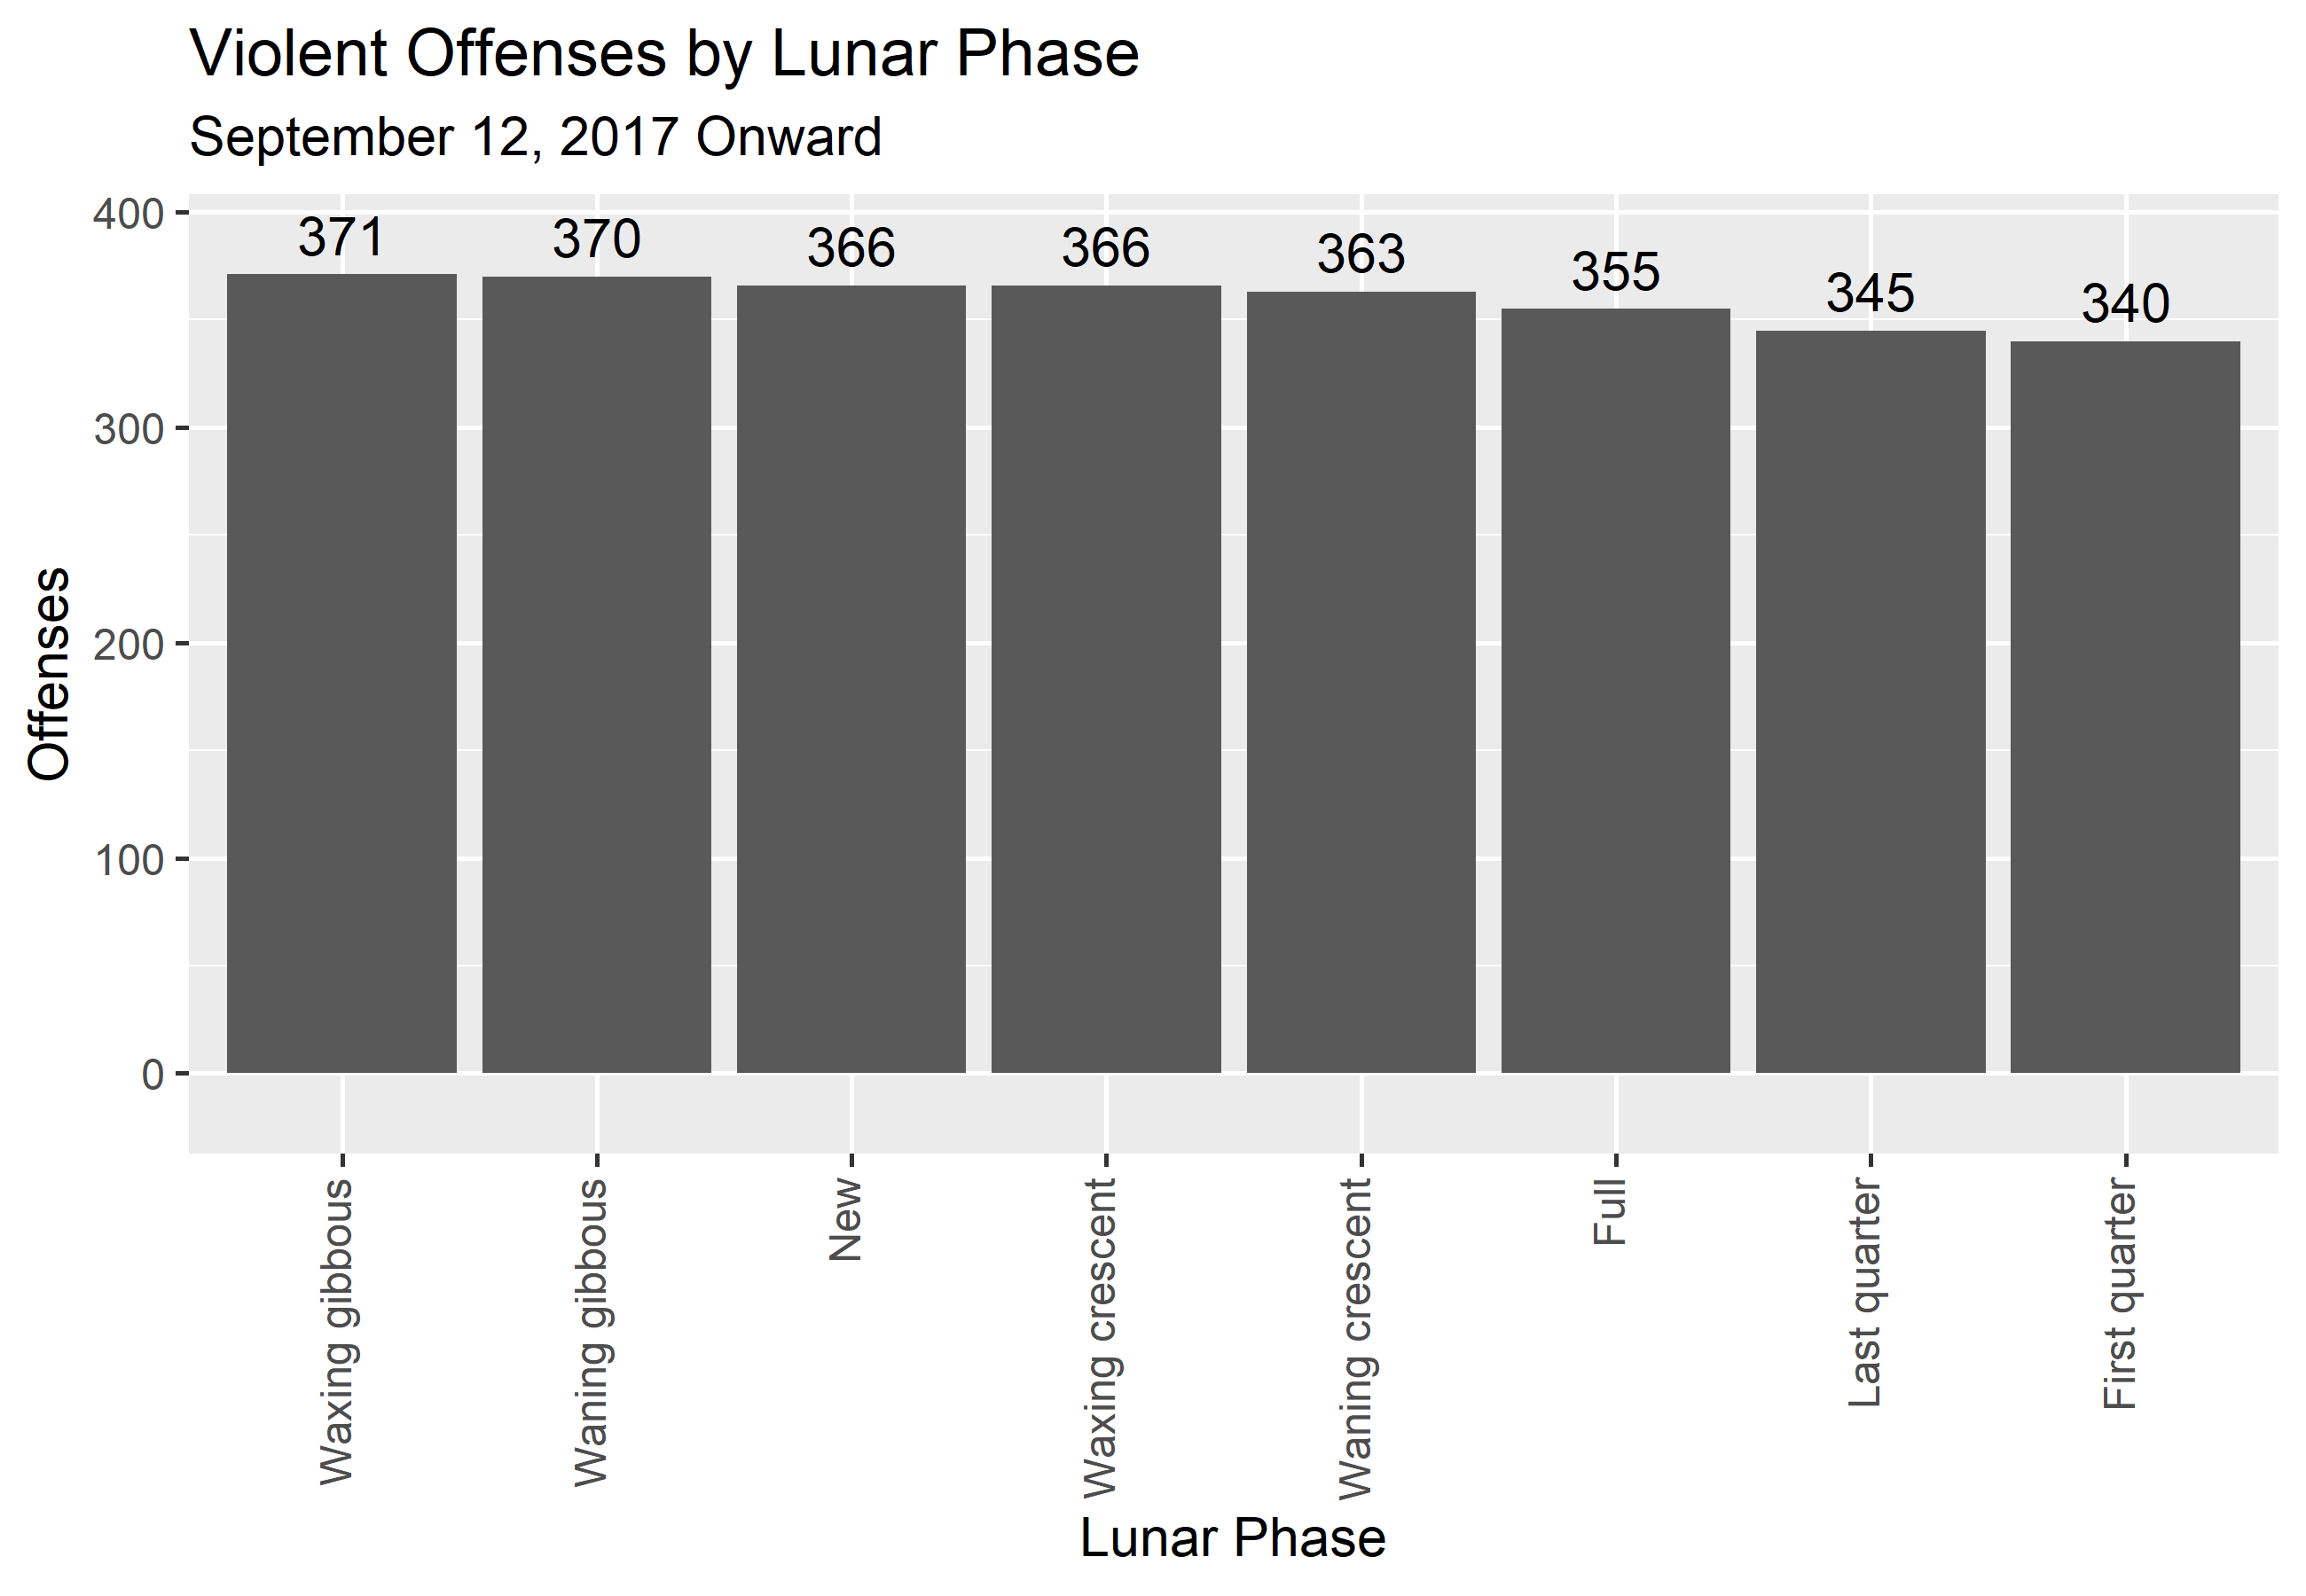 Violent Offenses by Lunar Phase
September 12, 2017 Onward
Offenses
400
300
200
100
0
371
370
366
366
363
355
345
340
Waxing gibbous
Waning gibbous
New
Waxing crescent
Waning crescent
Full
Last quarter
First quarter
Lunar Phase